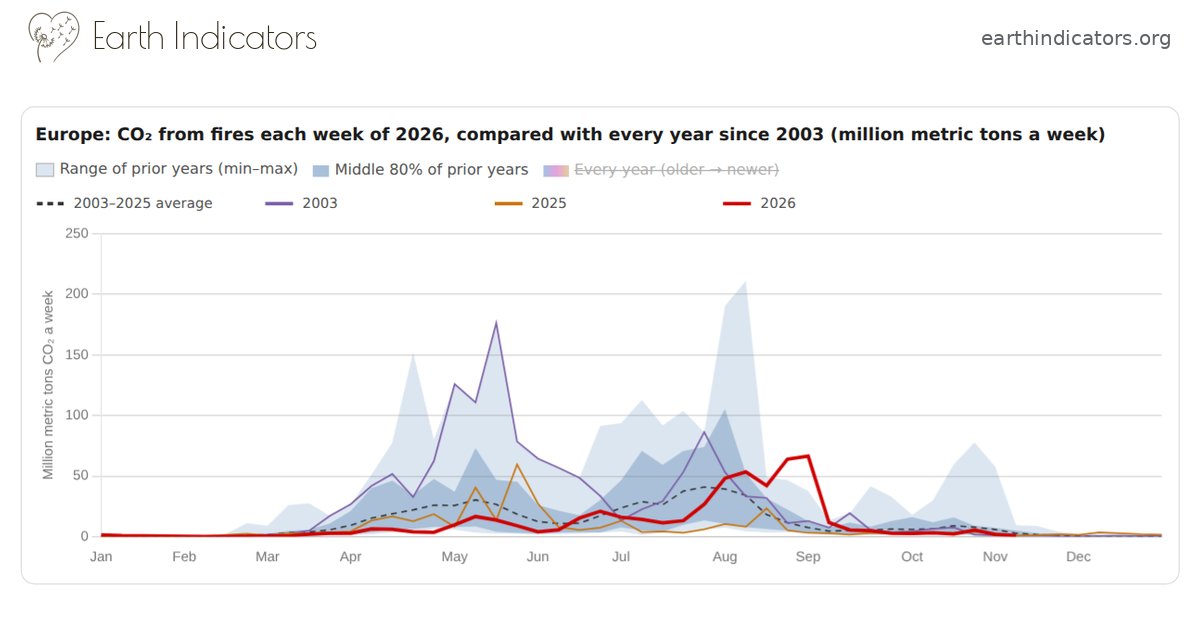 Earth Indicators
earthindicators.org
Europe: CO₂ from fires each week of 2026, compared with every year since 2003 (million metric tons a week)
Range of prior years (min–max) Middle 80% of prior years Every year (older → newer)
2003–2025 average 2003 2025 2026
Million metric tons CO₂ a week
250
200
150
100
50
0
Jan Feb Mar Apr May Jun Jul Aug Sep Oct Nov Dec